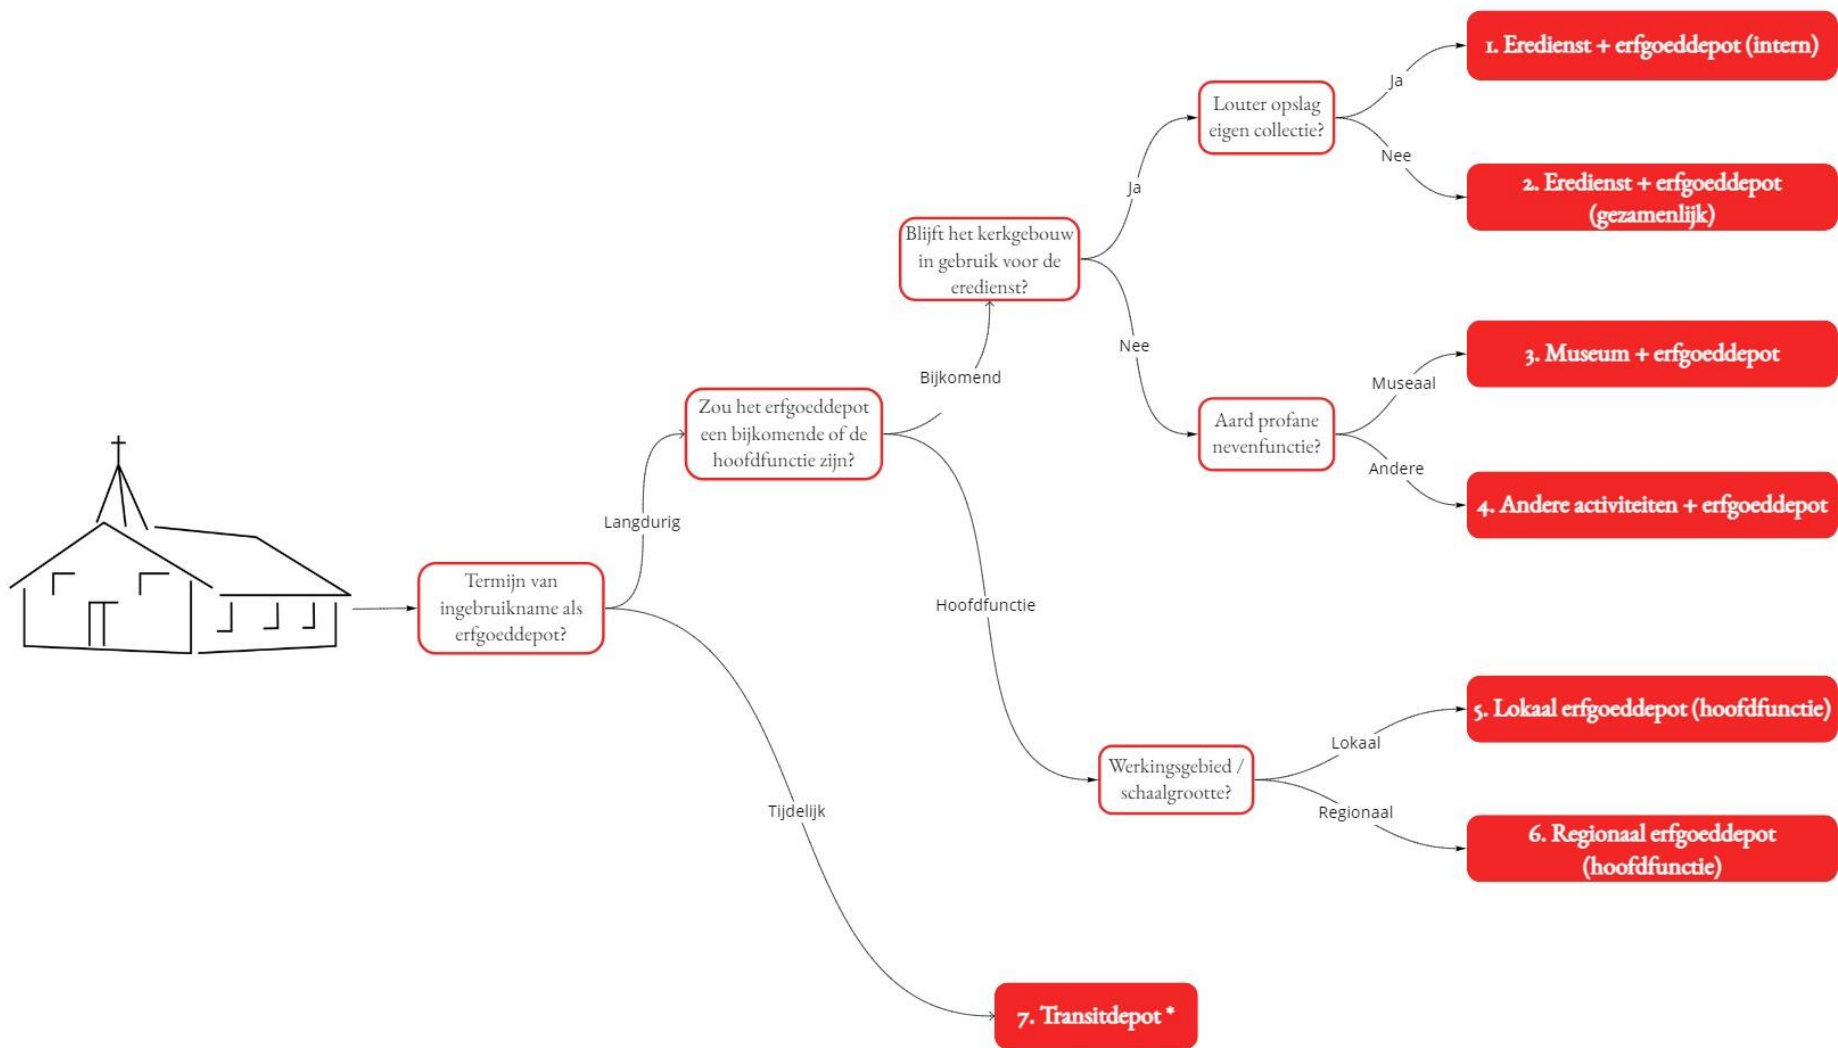 Termijn van
ingebruikname als
erfgoeddepot?
Langdurig
Tijdelijk
Zou het erfgoeddepot
een bijkomende of de
hoofdfunctie zijn?
Bijkomend
Hoofdfunctie
Blijft het kerkgebouw
in gebruik voor de
eredienst?
Ja
Nee
Louter opslag
eigen collectie?
Ja
Nee
1. Eredienst + erfgoeddepot (intern)
2. Eredienst + erfgoeddepot
(gezamenlijk)
Aard profane
nevenfunctie?
Museaal
Andere
3. Museum + erfgoeddepot
4. Andere activiteiten + erfgoeddepot
Werkingsgebied /
schaalgrootte?
Lokaal
Regionaal
5. Lokaal erfgoeddepot (hoofdfunctie)
6. Regionaal erfgoeddepot
(hoofdfunctie)
7. Transitdepot *